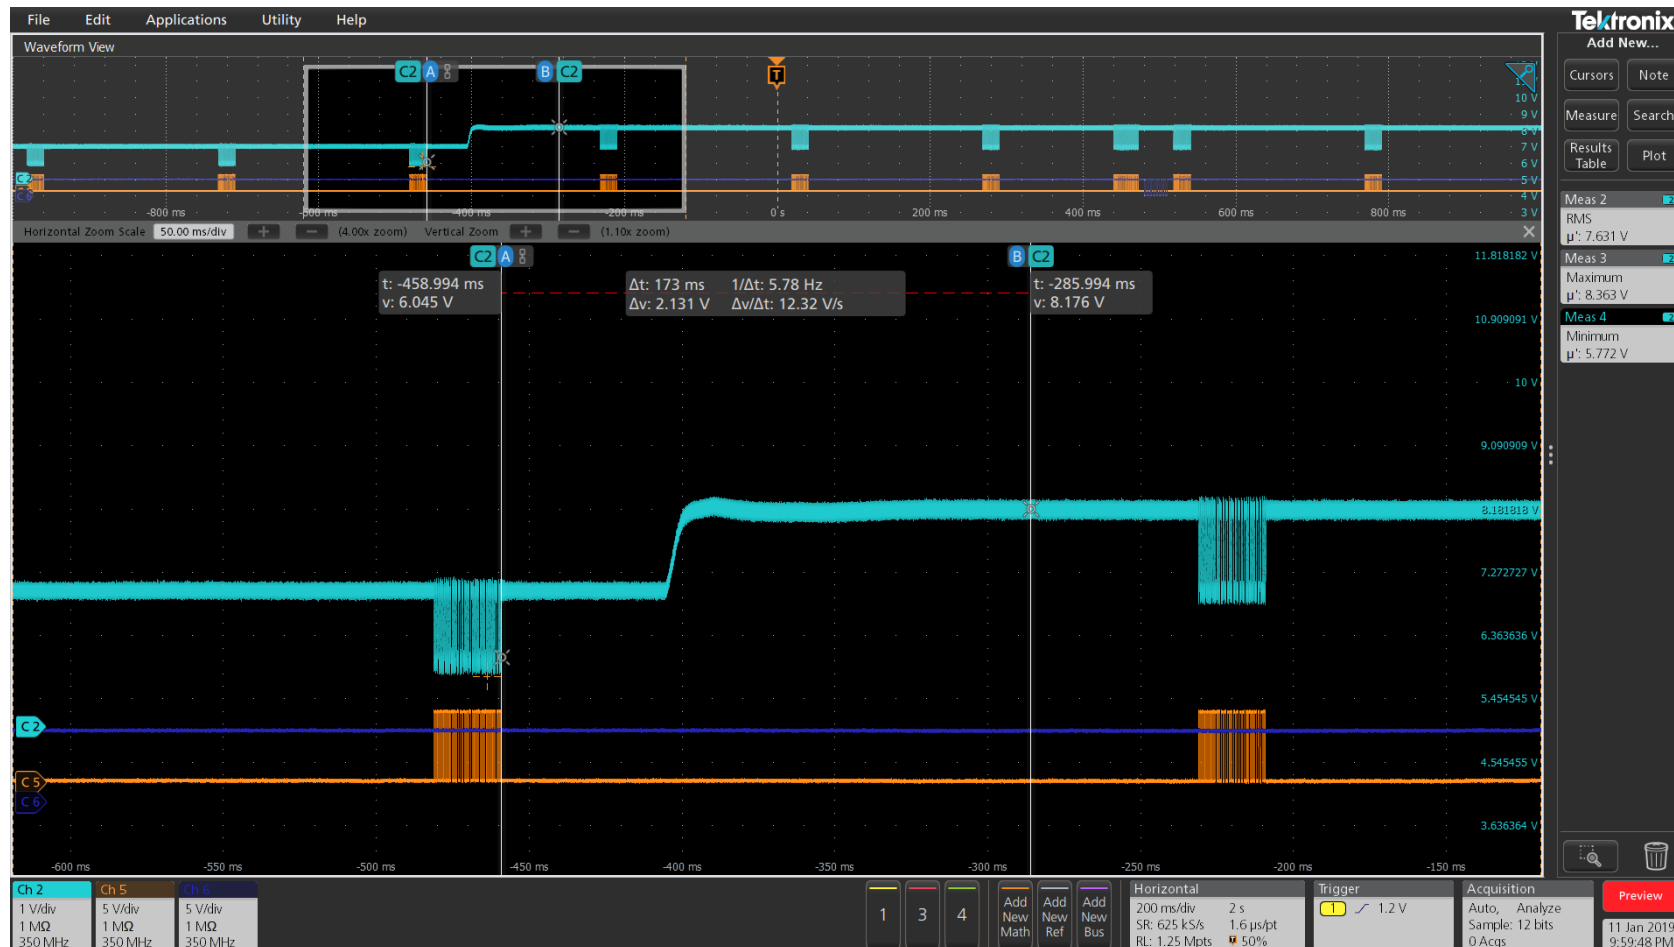 File Edit Applications Utility Help
Tektronix
Waveform View
Add New...
C2 A B C2
T
Cursors Note
10 V
9 V
8 V
7 V
6 V
5 V
4 V
3 V
Measure Search
Results Table Plot
C2
C6
-800 ms -600 ms -400 ms -200 ms 0 s 200 ms 400 ms 600 ms 800 ms
Horizontal Zoom Scale 50.00 ms/div + − (4.00x zoom) Vertical Zoom + − (1.10x zoom) ✕
Meas 2 2
RMS
µ': 7.631 V
Meas 3 2
Maximum
µ': 8.363 V
Meas 4 2
Minimum
µ': 5.772 V
C2 A B C2
t: -458.994 ms
v: 6.045 V
Δt: 173 ms 1/Δt: 5.78 Hz
Δv: 2.131 V Δv/Δt: 12.32 V/s
t: -285.994 ms
v: 8.176 V
11.818182 V
10.909091 V
10 V
9.090909 V
8.181818 V
7.272727 V
6.363636 V
5.454545 V
4.545455 V
3.636364 V
C 2
C 5
C 6
-600 ms -550 ms -500 ms -450 ms -400 ms -350 ms -300 ms -250 ms -200 ms -150 ms
Ch 2
1 V/div
1 MΩ
350 MHz
Ch 5
5 V/div
1 MΩ
350 MHz
Ch 6
5 V/div
1 MΩ
350 MHz
1 3 4
Add New Math
Add New Ref
Add New Bus
Horizontal
200 ms/div 2 s
SR: 625 kS/s 1.6 µs/pt
RL: 1.25 Mpts 50%
Trigger
1 1.2 V
Acquisition
Auto, Analyze
Sample: 12 bits
0 Acqs
Preview
11 Jan 2019
9:59:48 PM